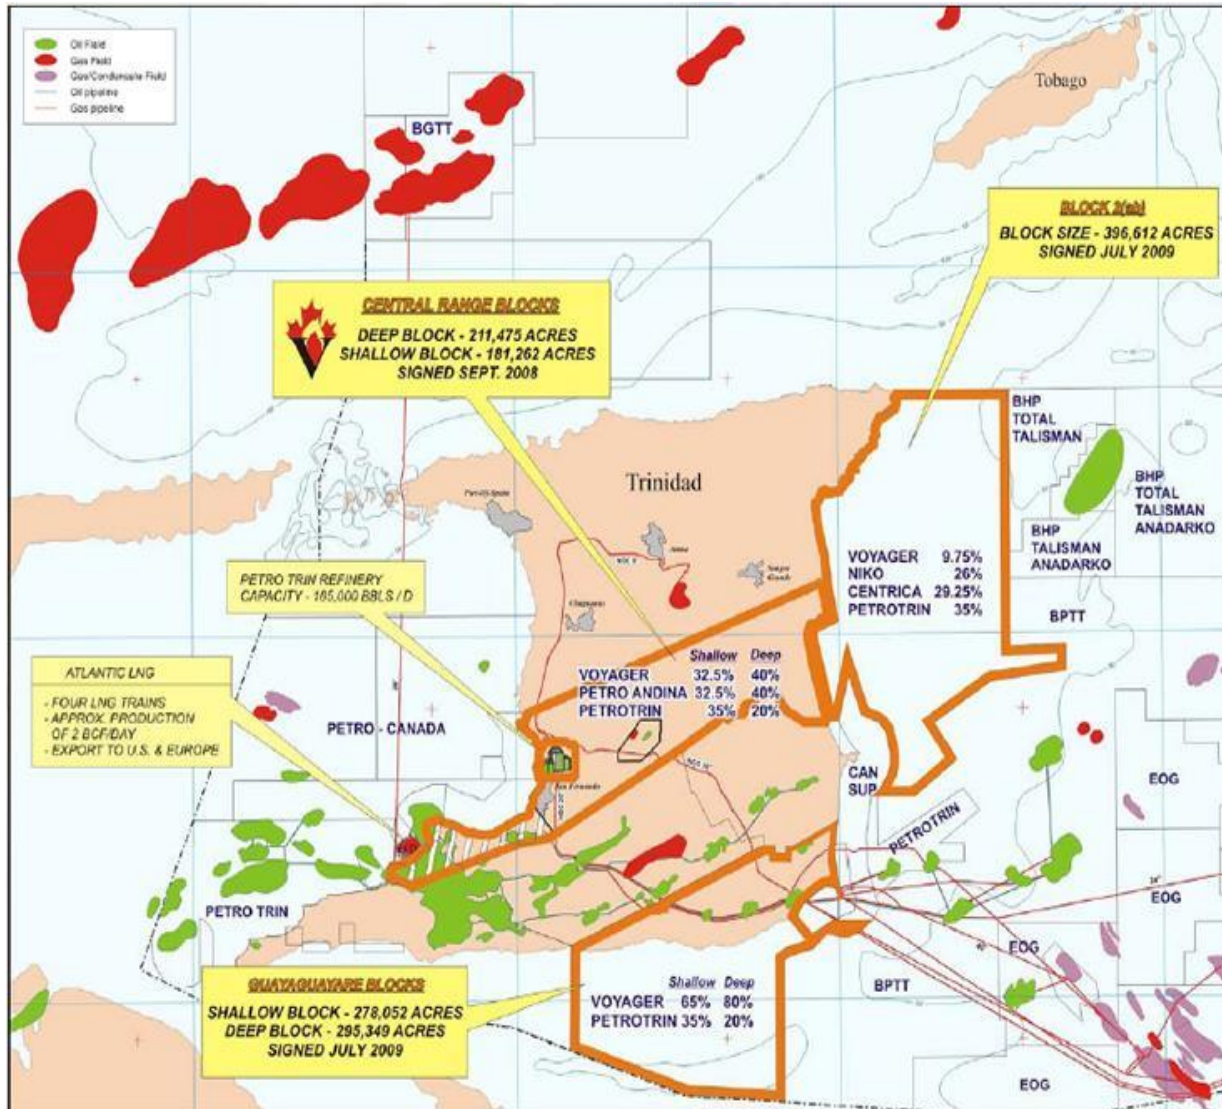 Oil Field
Gas Field
Gas/Condensate Field
Oil pipeline
Gas pipeline
Tobago
BGTT
BLOCK 2(ab)
BLOCK SIZE - 396,612 ACRES
SIGNED JULY 2009
CENTRAL RANGE BLOCKS
DEEP BLOCK - 211,475 ACRES
SHALLOW BLOCK - 181,262 ACRES
SIGNED SEPT. 2008
V
BHP
TOTAL
TALISMAN
Trinidad
BHP
TOTAL
TALISMAN
ANADARKO
BHP
TALISMAN
ANADARKO
PETRO TRIN REFINERY
CAPACITY - 165,000 BBLS / D
VOYAGER 9.75%
NIKO 26%
CENTRICA 29.25%
PETROTRIN 35%
BPTT
Shallow Deep
VOYAGER 32.5% 40%
PETRO ANDINA 32.5% 40%
PETROTRIN 35% 20%
ATLANTIC LNG
- FOUR LNG TRAINS
- APPROX. PRODUCTION
OF 2 BCF/DAY
- EXPORT TO U.S. & EUROPE
PETRO - CANADA
CAN
SUP
EOG
San Fernando
PETROTRIN
EOG
PETRO TRIN
EOG
GUAYAGUAYARE BLOCKS
SHALLOW BLOCK - 278,052 ACRES
DEEP BLOCK - 295,349 ACRES
SIGNED JULY 2009
Shallow Deep
VOYAGER 65% 80%
PETROTRIN 35% 20%
BPTT
EOG